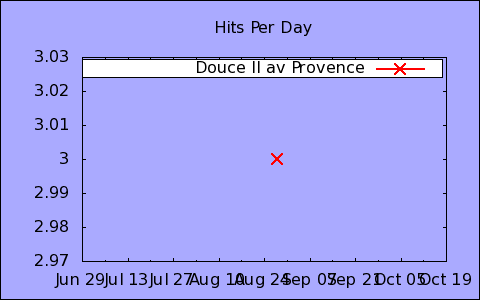 Hits Per Day
3.03
Douce II av Provence
3.02
3.01
3
2.99
2.98
2.97
Jun 29 Jul 13 Jul 27 Aug 10 Aug 24 Sep 07 Sep 21 Oct 05 Oct 19